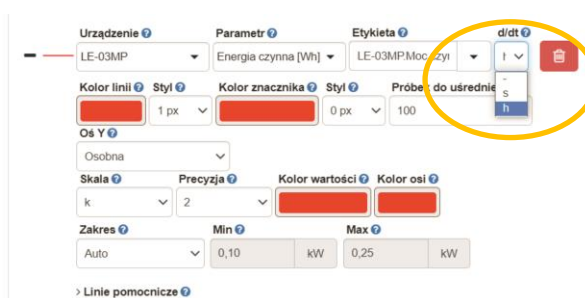 Urządzenie Parametr Etykieta d/dt
LE-03MP Energia czynna [Wh] LE-03MP.Moc czyn h
-
s
h
Kolor linii Styl Kolor znacznika Styl Próbek do uśrednie
1 px 0 px 100
Oś Y
Osobna
Skala Precyzja Kolor wartości Kolor osi
k 2
Zakres Min Max
Auto 0,10 kW 0,25 kW
> Linie pomocnicze